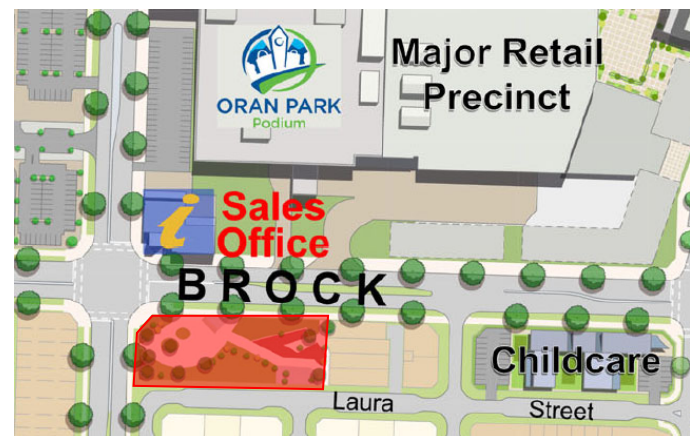 Major Retail
Precinct
ORAN PARK
Podium
i Sales
Office
BROCK
Childcare
Laura Street